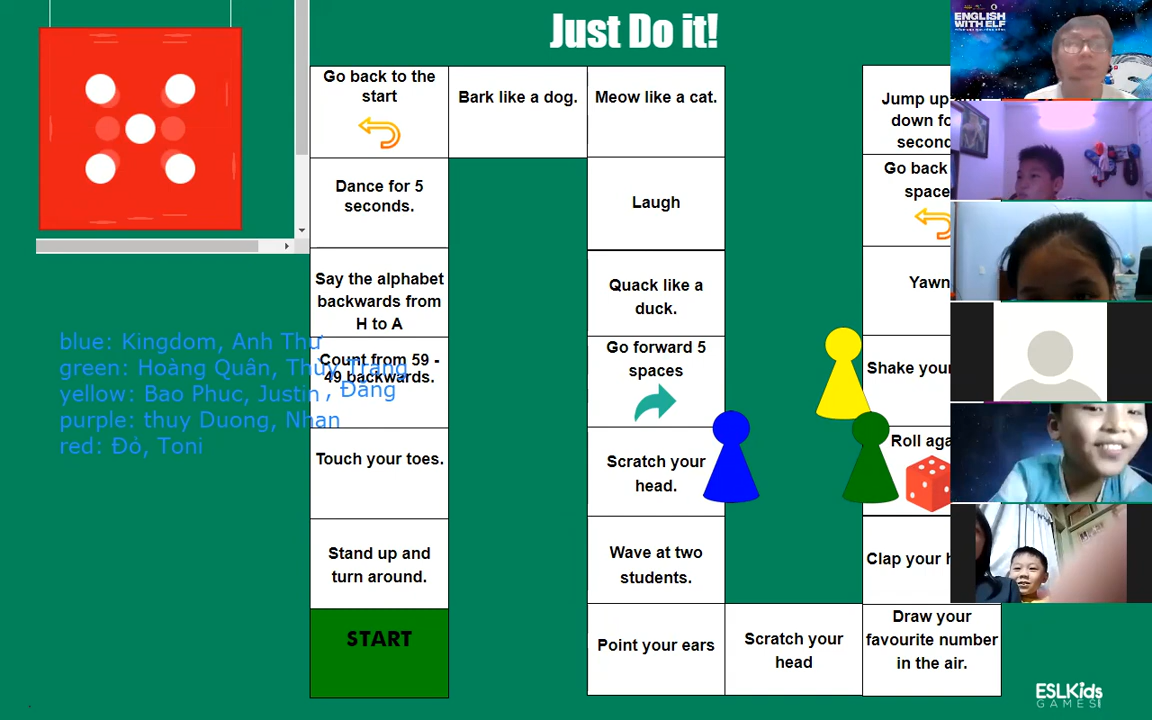 Just Do it!
Go back to the
start
Bark like a dog.
Meow like a cat.
Jump up
down fo
second
ENGLISH
WITH ELF
Dance for 5
seconds.
Laugh
Go back
space
Say the alphabet
backwards from
H to A
Quack like a
duck.
Yawn
blue: Kingdom, Anh Thư
green: Hoàng Quân, Thùy Trang
yellow: Bao Phuc, Justin , Đăng
purple: thuy Duong, Nhan
red: Đỏ, Toni
Count from 59 -
49 backwards.
Go forward 5
spaces
Shake your
Touch your toes.
Scratch your
head.
Roll aga
Stand up and
turn around.
Wave at two
students.
Clap your h
START
Point your ears
Scratch your
head
Draw your
favourite number
in the air.
ESLKids
GAMES